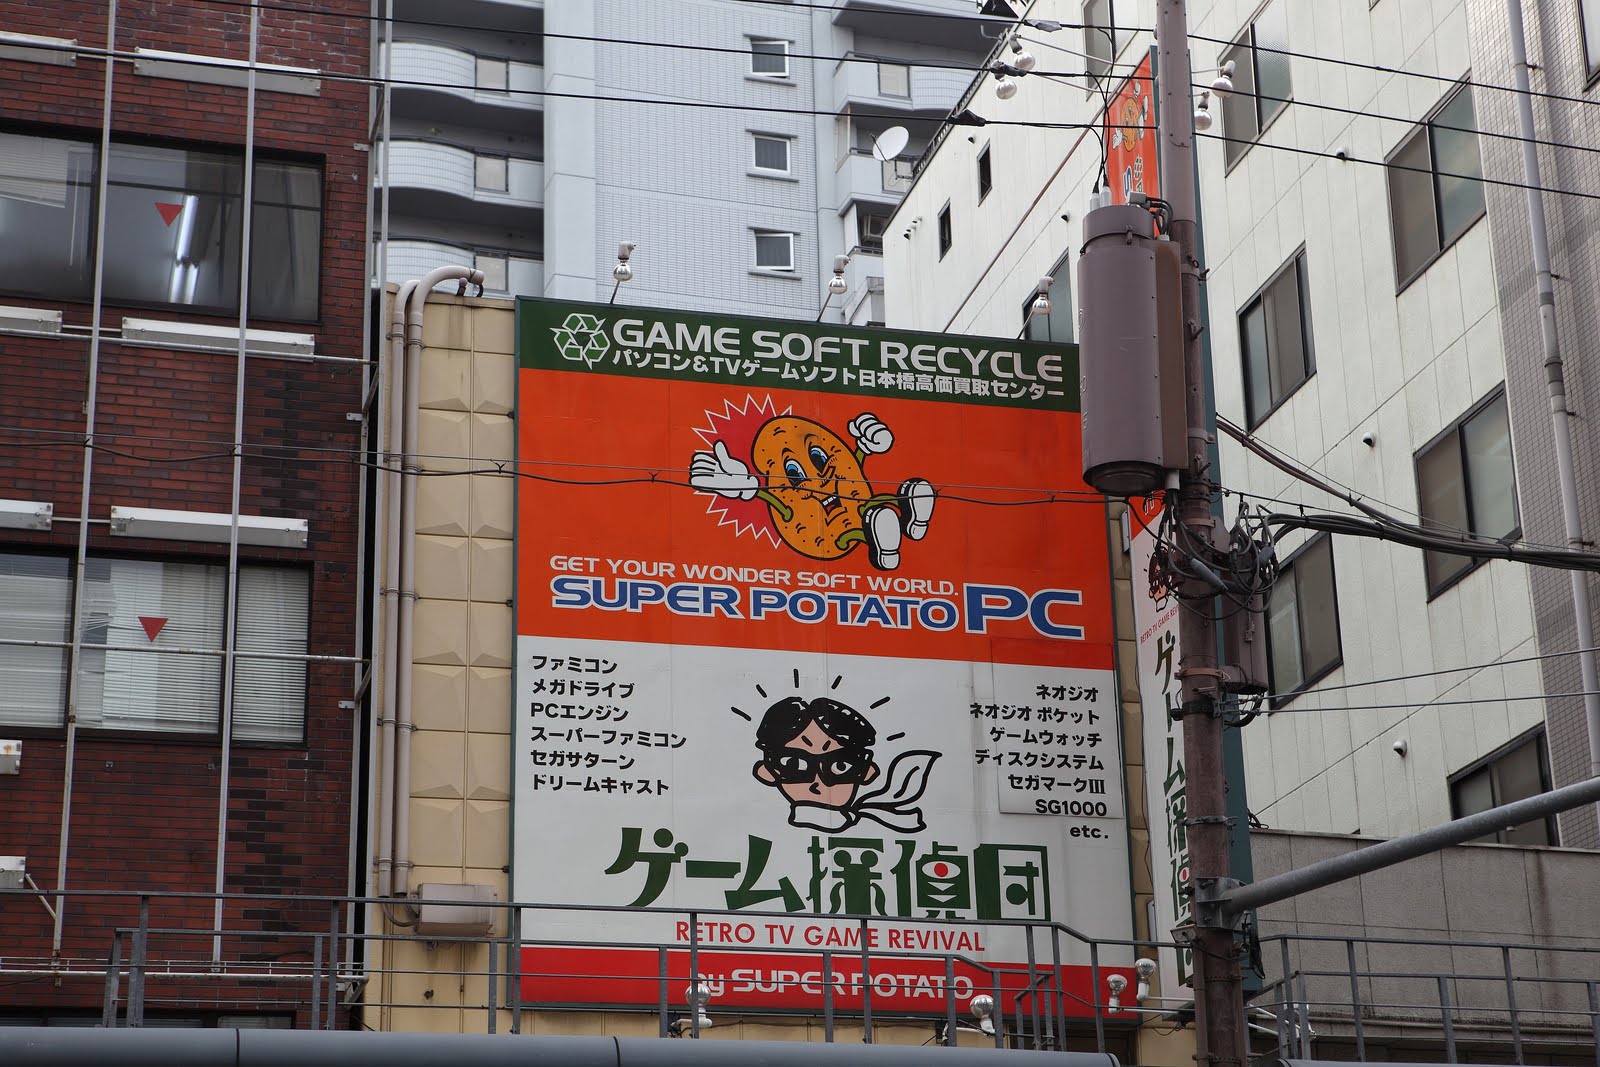 GAME SOFT RECYCLE
パソコン&TVゲームソフト日本橋高価買取センター
GET YOUR WONDER SOFT WORLD.
SUPER POTATO PC
ファミコン
メガドライブ
PCエンジン
スーパーファミコン
セガサターン
ドリームキャスト
ネオジオ
ネオジオ ポケット
ゲームウォッチ
ディスクシステム
セガマークIII
SG1000
etc.
ゲーム探偵団
RETRO TV GAME REVIVAL
by SUPER POTATO
RETRO TV GAME
ゲーム探偵団